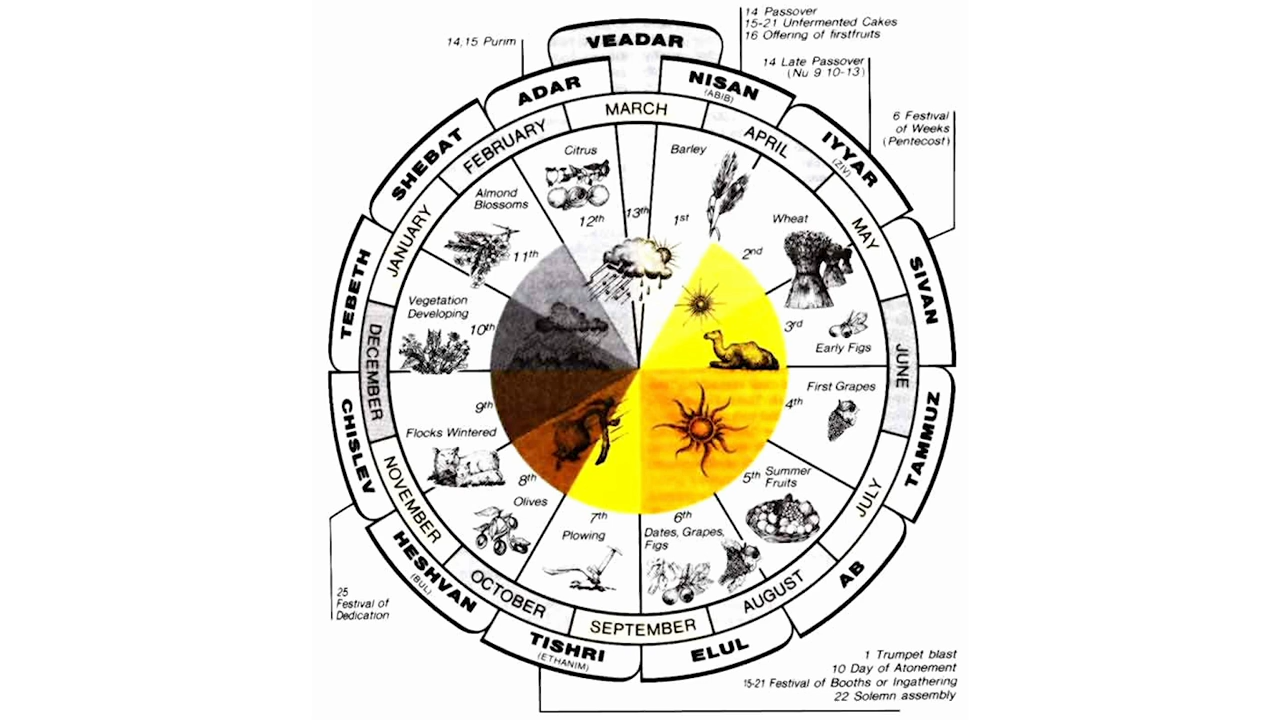 14 Passover
15-21 Unfermented Cakes
16 Offering of firstfruits
14,15 Purim
VEADAR
14 Late Passover
(Nu 9 10-13)
ADAR
NISAN
(ABIB)
MARCH
6 Festival
of Weeks
(Pentecost)
SHEBAT
FEBRUARY
APRIL
IYYAR
(ZIV)
Citrus
Barley
Almond
Blossoms
12th
13th
1st
Wheat
JANUARY
MAY
11th
2nd
TEBETH
SIVAN
Vegetation
Developing
10th
3rd
Early Figs
DECEMBER
JUNE
First Grapes
9th
4th
CHISLEV
TAMMUZ
Flocks Wintered
NOVEMBER
JULY
8th
5th Summer
Fruits
Olives
7th
Plowing
6th
Dates, Grapes,
Figs
HESHVAN
(BUL)
OCTOBER
AUGUST
AB
25
Festival of
Dedication
SEPTEMBER
TISHRI
(ETHANIM)
ELUL
1 Trumpet blast
10 Day of Atonement
15-21 Festival of Booths or Ingathering
22 Solemn assembly